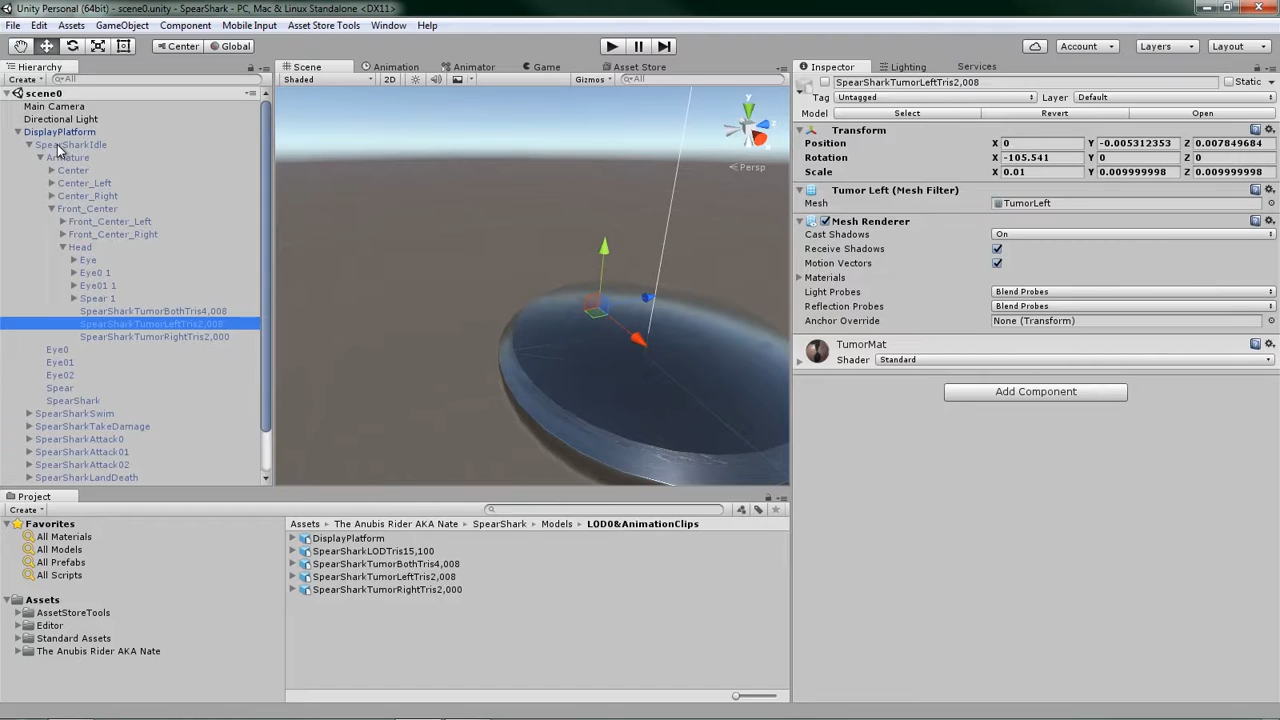 Unity Personal (64bit) - scene0.unity - SpearShark - PC, Mac & Linux Standalone <DX11>
File Edit Assets GameObject Component Mobile Input Asset Store Tools Window Help
Center Global Account Layers Layout
Hierarchy Scene Animation Animator Game Asset Store Inspector Lighting Services
Create All Shaded 2D Gizmos All SpearSharkTumorLeftTris2,008 Static
scene0 Tag Untagged Layer Default
Main Camera
Directional Light Model Select Revert Open
DisplayPlatform Transform
SpearSharkIdle Position X 0 Y -0.005312353 Z 0.007849684
Armature Rotation X -105.541 Y 0 Z 0
Center Persp Scale X 0.01 Y 0.009999998 Z 0.009999998
Center_Left Tumor Left (Mesh Filter)
Center_Right Mesh TumorLeft
Front_Center
Front_Center_Left Mesh Renderer
Front_Center_Right Cast Shadows On
Head Receive Shadows
Eye Motion Vectors
Eye0 1 Materials
Eye01 1 Light Probes Blend Probes
Spear 1 Reflection Probes Blend Probes
SpearSharkTumorBothTris4,008 Anchor Override None (Transform)
SpearSharkTumorLeftTris2,008
SpearSharkTumorRightTris2,000 TumorMat
Eye0 Shader Standard
Eye01
Eye02
Spear Add Component
SpearShark
SpearSharkSwim
SpearSharkTakeDamage
SpearSharkAttack0
SpearSharkAttack01
SpearSharkAttack02
SpearSharkLandDeath
Project
Create
Favorites Assets The Anubis Rider AKA Nate SpearShark Models LOD0&AnimationClips
All Materials DisplayPlatform
All Models SpearSharkLODTris15,100
All Prefabs SpearSharkTumorBothTris4,008
All Scripts SpearSharkTumorLeftTris2,008
SpearSharkTumorRightTris2,000
Assets
AssetStoreTools
Editor
Standard Assets
The Anubis Rider AKA Nate
y
x
z